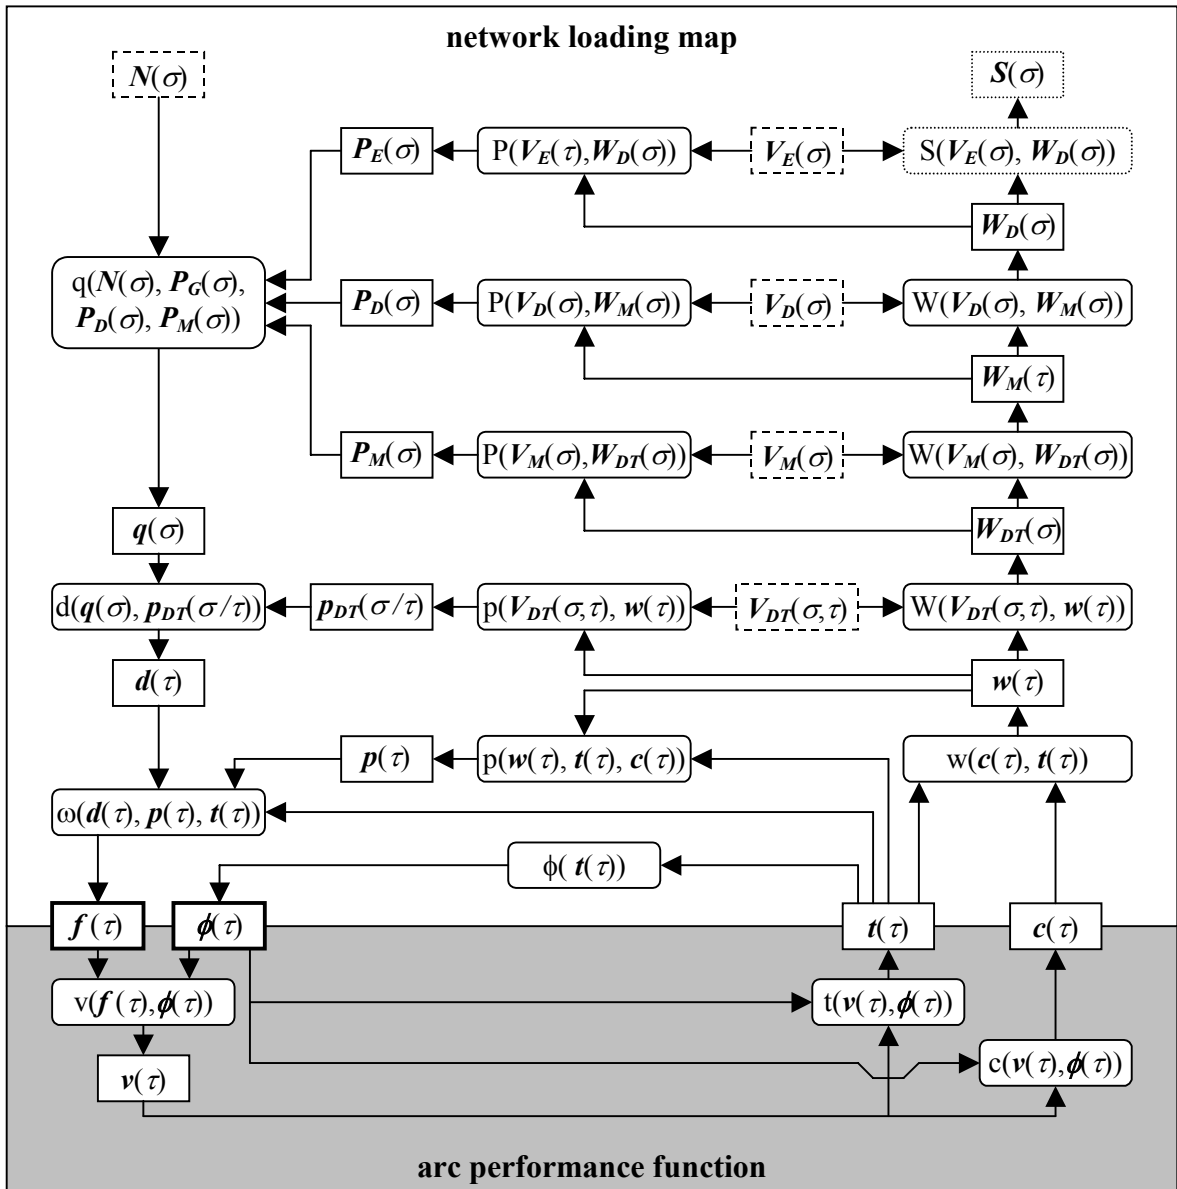 network loading map
N(σ)
S(σ)
P_E(σ)
P(V_E(τ),W_D(σ))
V_E(σ)
S(V_E(σ), W_D(σ))
W_D(σ)
q(N(σ), P_G(σ),
P_D(σ), P_M(σ))
P_D(σ)
P(V_D(σ),W_M(σ))
V_D(σ)
W(V_D(σ), W_M(σ))
W_M(τ)
P_M(σ)
P(V_M(σ),W_DT(σ))
V_M(σ)
W(V_M(σ), W_DT(σ))
q(σ)
W_DT(σ)
d(q(σ), p_DT(σ/τ))
p_DT(σ/τ)
p(V_DT(σ,τ), w(τ))
V_DT(σ,τ)
W(V_DT(σ,τ), w(τ))
d(τ)
w(τ)
p(τ)
p(w(τ), t(τ), c(τ))
w(c(τ), t(τ))
ω(d(τ), p(τ), t(τ))
ϕ( t(τ))
f(τ)
ϕ(τ)
t(τ)
c(τ)
v(f(τ),ϕ(τ))
t(v(τ),ϕ(τ))
v(τ)
c(v(τ),ϕ(τ))
arc performance function